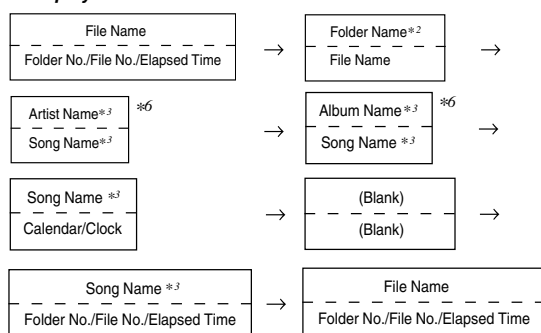 File Name
Folder No./File No./Elapsed Time
→
Folder Name*2
File Name
→
Artist Name*3
Song Name*3
*6
→
Album Name*3
Song Name *3
*6
→
Song Name *3
Calendar/Clock
→
(Blank)
(Blank)
→
Song Name *3
Folder No./File No./Elapsed Time
→
File Name
Folder No./File No./Elapsed Time